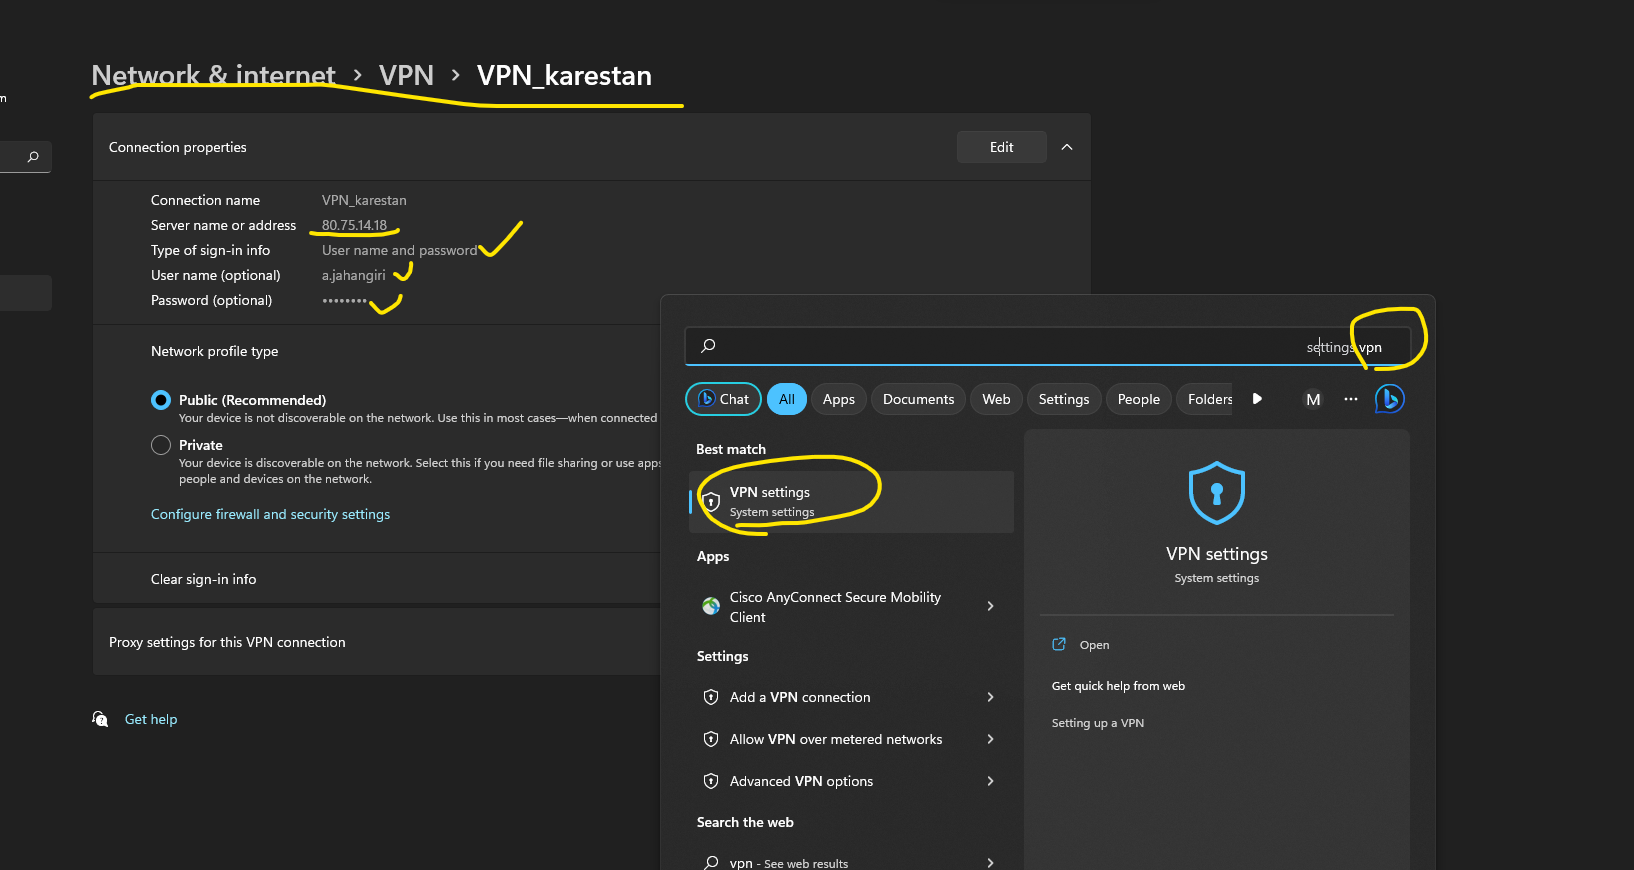 Network & internet > VPN > VPN_karestan
m
Connection properties
Edit
Connection name VPN_karestan
Server name or address 80.75.14.18
Type of sign-in info User name and password
User name (optional) a.jahangiri
Password (optional) ••••••••
Network profile type
Public (Recommended)
Your device is not discoverable on the network. Use this in most cases—when connected
Private
Your device is discoverable on the network. Select this if you need file sharing or use apps
people and devices on the network.
Configure firewall and security settings
Clear sign-in info
Proxy settings for this VPN connection
Get help
settings vpn
Chat
All
Apps
Documents
Web
Settings
People
Folders
M
Best match
VPN settings
System settings
Apps
Cisco AnyConnect Secure Mobility
Client
Settings
Add a VPN connection
Allow VPN over metered networks
Advanced VPN options
Search the web
vpn - See web results
VPN settings
System settings
Open
Get quick help from web
Setting up a VPN